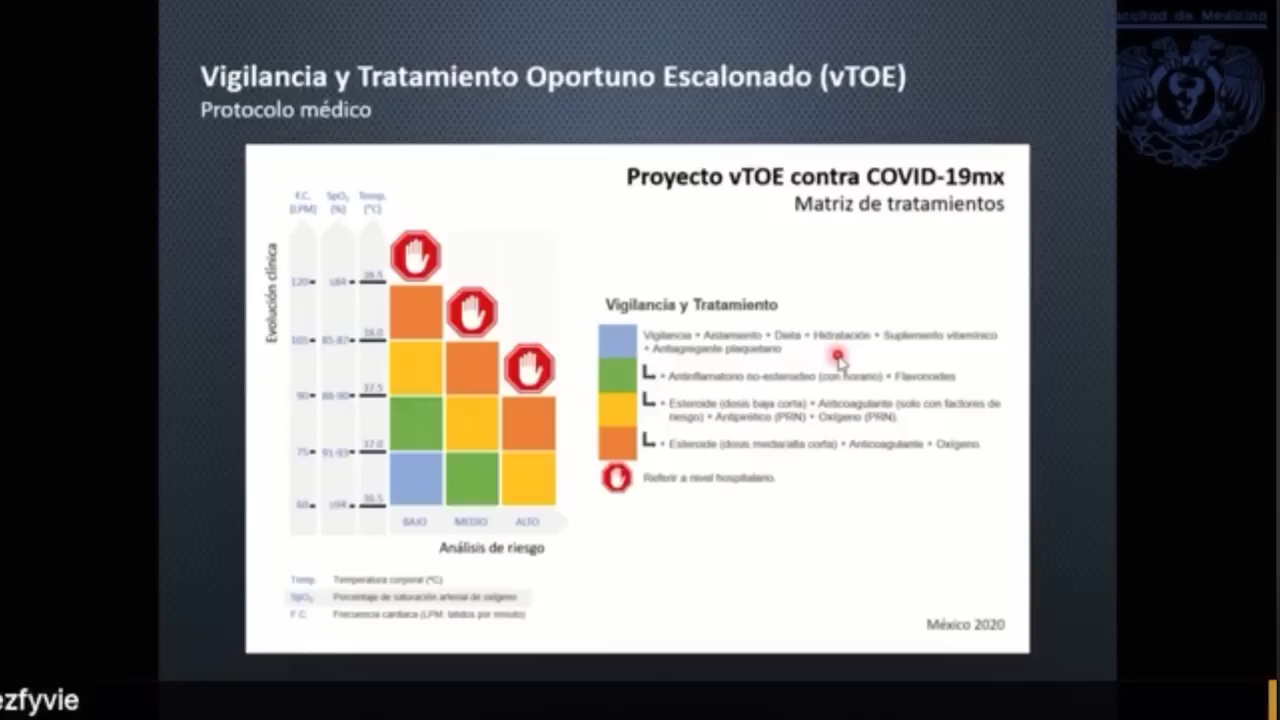 Facultad de Medicina
Vigilancia y Tratamiento Oportuno Escalonado (vTOE)
Protocolo médico
Proyecto vTOE contra COVID-19mx
Matriz de tratamientos
F.C. SpO₂ Temp.
(LPM) (%) (°C)
Evolución clínica
120 ≤84 38.5
105 85-87 38.0
90 88-90 37.5
75 91-93 37.0
60 ≥94 36.5
BAJO MEDIO ALTO
Análisis de riesgo
Vigilancia y Tratamiento
Vigilancia + Aislamiento + Dieta + Hidratación + Suplemento vitamínico
+ Antiagregante plaquetario
+ Antiinflamatorio no-esteroideo (con horario) + Flavonoides
+ Esteroide (dosis baja corta) + Anticoagulante (solo con factores de
riesgo) + Antipirético (PRN) + Oxígeno (PRN)
+ Esteroide (dosis media/alta corta) + Anticoagulante + Oxígeno.
Referir a nivel hospitalario.
Temp. Temperatura corporal (°C)
SpO₂ Porcentaje de saturación arterial de oxígeno
F.C. Frecuencia cardiaca (LPM: latidos por minuto)
México 2020
ezfyvie